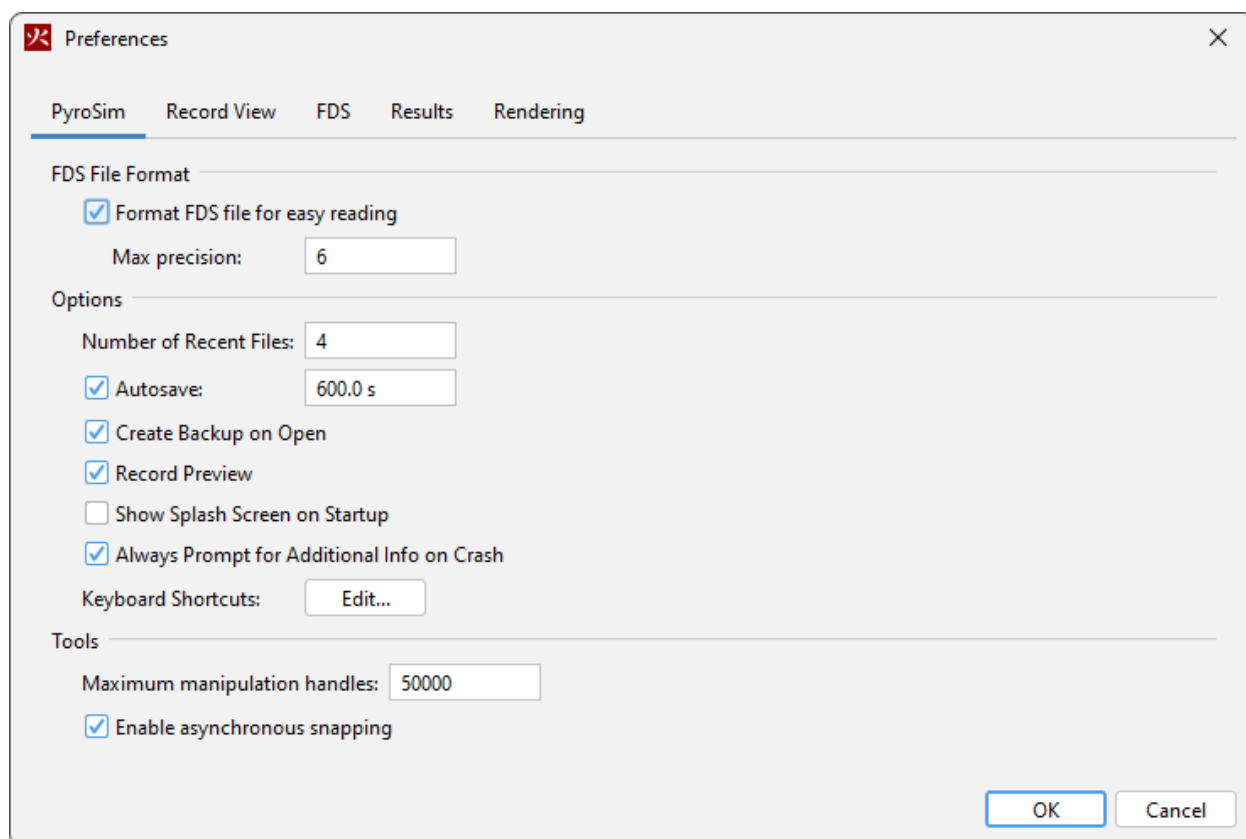 火 Preferences
PyroSim Record View FDS Results Rendering
FDS File Format
Format FDS file for easy reading
Max precision: 6
Options
Number of Recent Files: 4
Autosave: 600.0 s
Create Backup on Open
Record Preview
Show Splash Screen on Startup
Always Prompt for Additional Info on Crash
Keyboard Shortcuts: Edit...
Tools
Maximum manipulation handles: 50000
Enable asynchronous snapping
OK Cancel